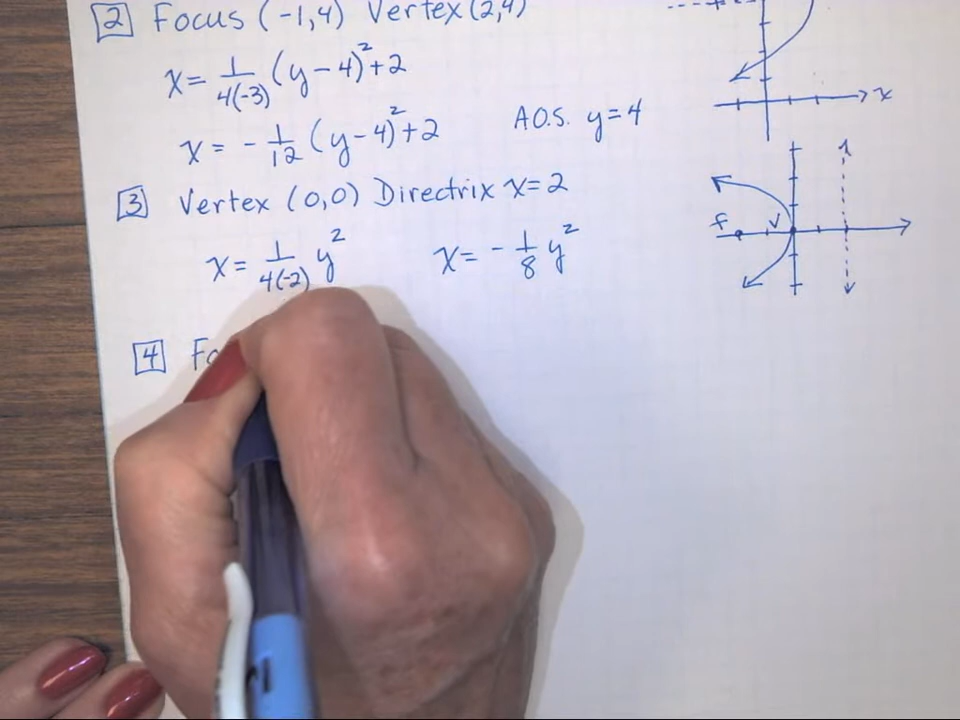 2 Focus (-1,4) Vertex (2,4)
x = 1/4(-3) (y-4)²+2
x = - 1/12 (y-4)²+2 A.O.S. y=4
x
3 Vertex (0,0) Directrix x=2
x = 1/4(-2) y² x = - 1/8 y²
f V
4 Fo